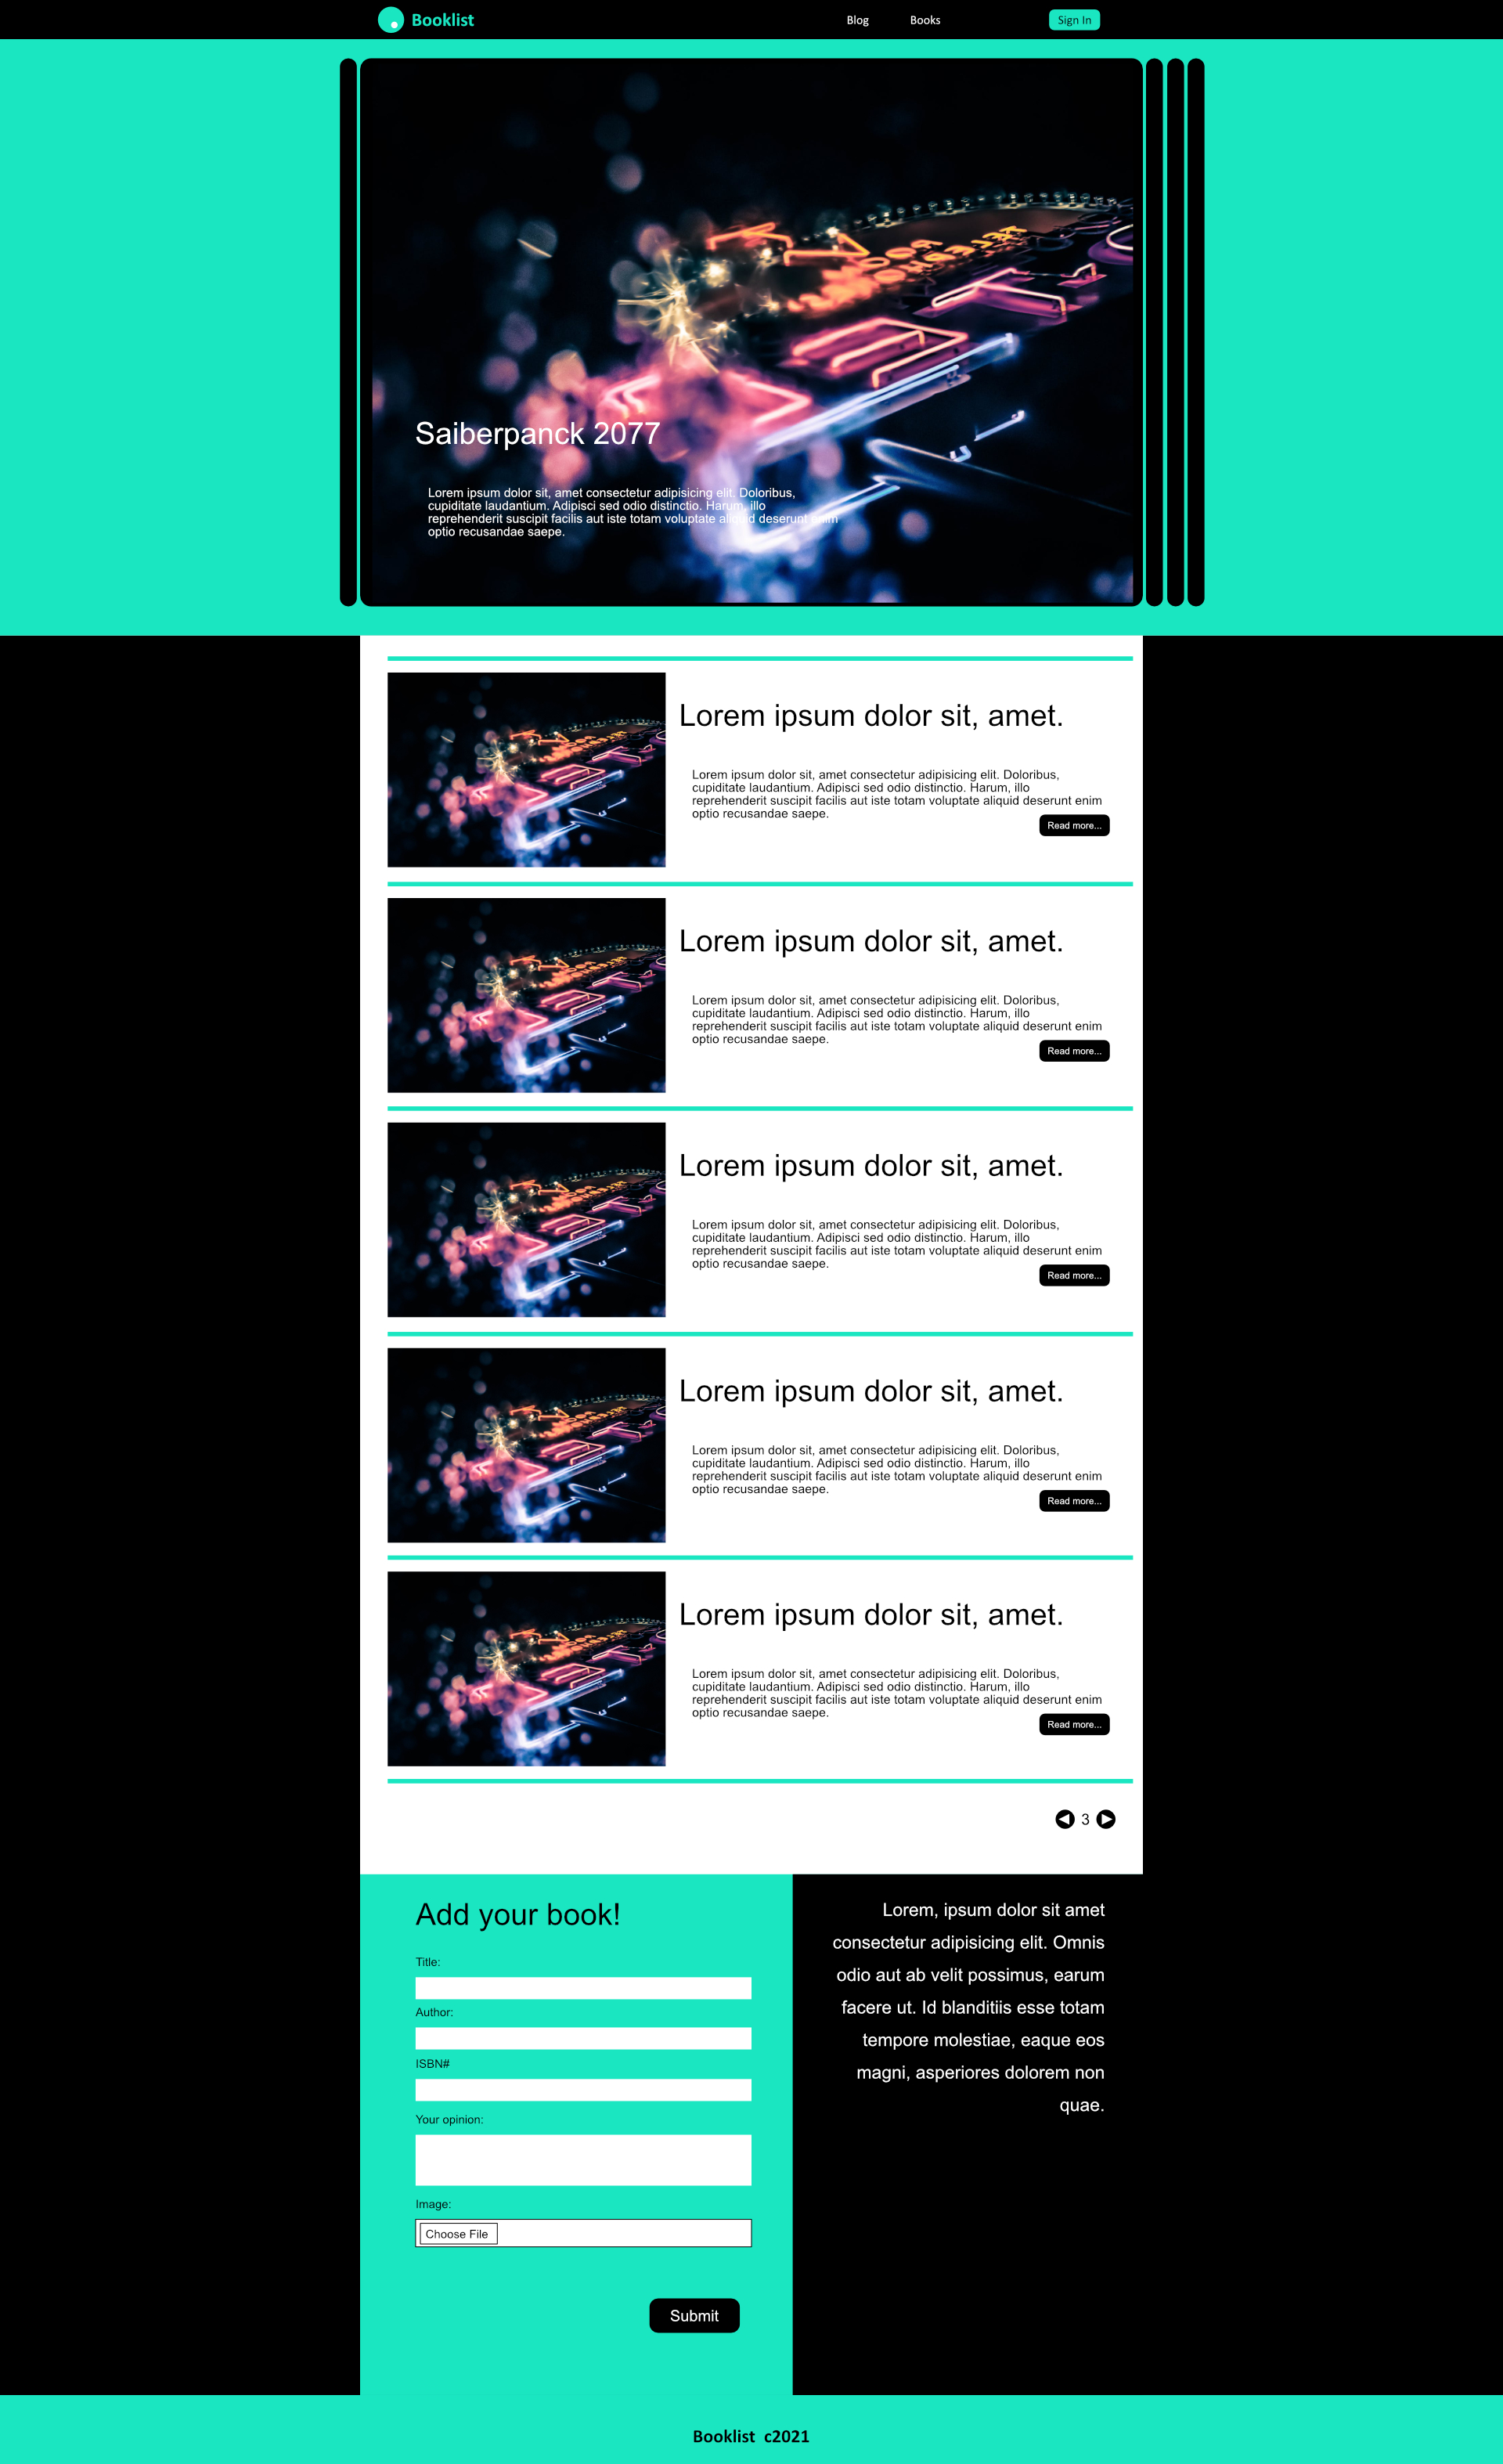 Booklist
Blog
Books
Sign In
Saiberpanck 2077
Lorem ipsum dolor sit, amet consectetur adipisicing elit. Doloribus,
cupiditate laudantium. Adipisci sed odio distinctio. Harum, illo
reprehenderit suscipit facilis aut iste totam voluptate aliquid deserunt enim
optio recusandae saepe.
Lorem ipsum dolor sit, amet.
Lorem ipsum dolor sit, amet consectetur adipisicing elit. Doloribus,
cupiditate laudantium. Adipisci sed odio distinctio. Harum, illo
reprehenderit suscipit facilis aut iste totam voluptate aliquid deserunt enim
optio recusandae saepe.
Read more...
Lorem ipsum dolor sit, amet.
Lorem ipsum dolor sit, amet consectetur adipisicing elit. Doloribus,
cupiditate laudantium. Adipisci sed odio distinctio. Harum, illo
reprehenderit suscipit facilis aut iste totam voluptate aliquid deserunt enim
optio recusandae saepe.
Read more...
Lorem ipsum dolor sit, amet.
Lorem ipsum dolor sit, amet consectetur adipisicing elit. Doloribus,
cupiditate laudantium. Adipisci sed odio distinctio. Harum, illo
reprehenderit suscipit facilis aut iste totam voluptate aliquid deserunt enim
optio recusandae saepe.
Read more...
Lorem ipsum dolor sit, amet.
Lorem ipsum dolor sit, amet consectetur adipisicing elit. Doloribus,
cupiditate laudantium. Adipisci sed odio distinctio. Harum, illo
reprehenderit suscipit facilis aut iste totam voluptate aliquid deserunt enim
optio recusandae saepe.
Read more...
Lorem ipsum dolor sit, amet.
Lorem ipsum dolor sit, amet consectetur adipisicing elit. Doloribus,
cupiditate laudantium. Adipisci sed odio distinctio. Harum, illo
reprehenderit suscipit facilis aut iste totam voluptate aliquid deserunt enim
optio recusandae saepe.
Read more...
3
Add your book!
Title:
Author:
ISBN#
Your opinion:
Image:
Choose File
Submit
Lorem, ipsum dolor sit amet
consectetur adipisicing elit. Omnis
odio aut ab velit possimus, earum
facere ut. Id blanditiis esse totam
tempore molestiae, eaque eos
magni, asperiores dolorem non
quae.
Booklist c2021